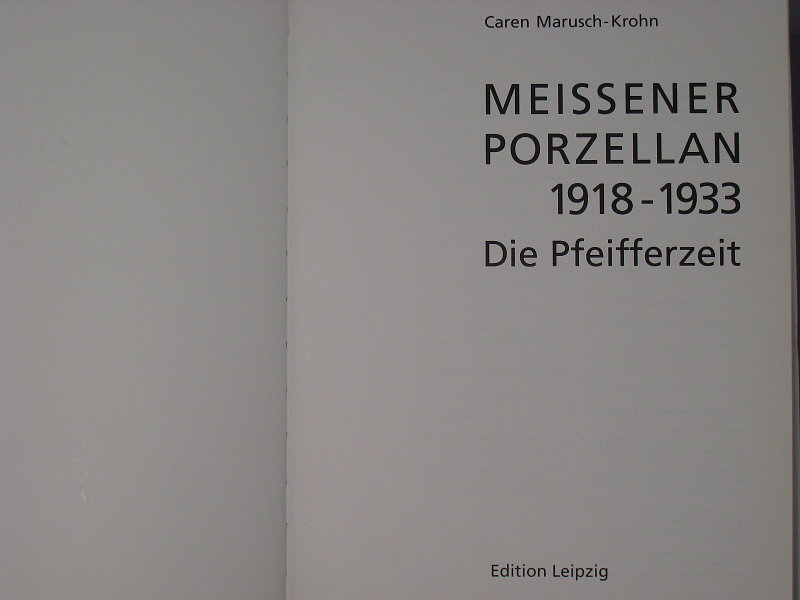 Caren Marusch-Krohn
MEISSENER
PORZELLAN
1918 - 1933
Die Pfeifferzeit
Edition Leipzig